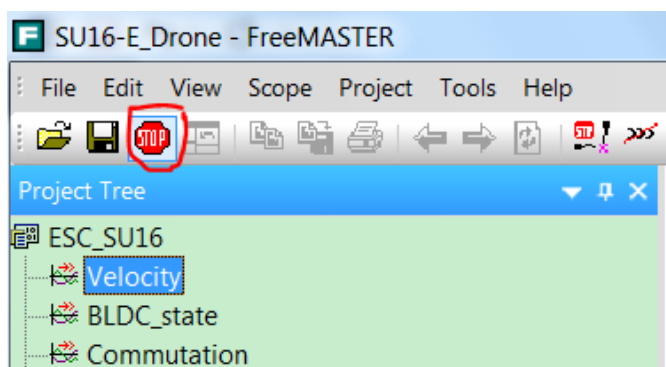 SU16-E_Drone - FreeMASTER
File Edit View Scope Project Tools Help
STOP
Project Tree
ESC_SU16
Velocity
BLDC_state
Commutation